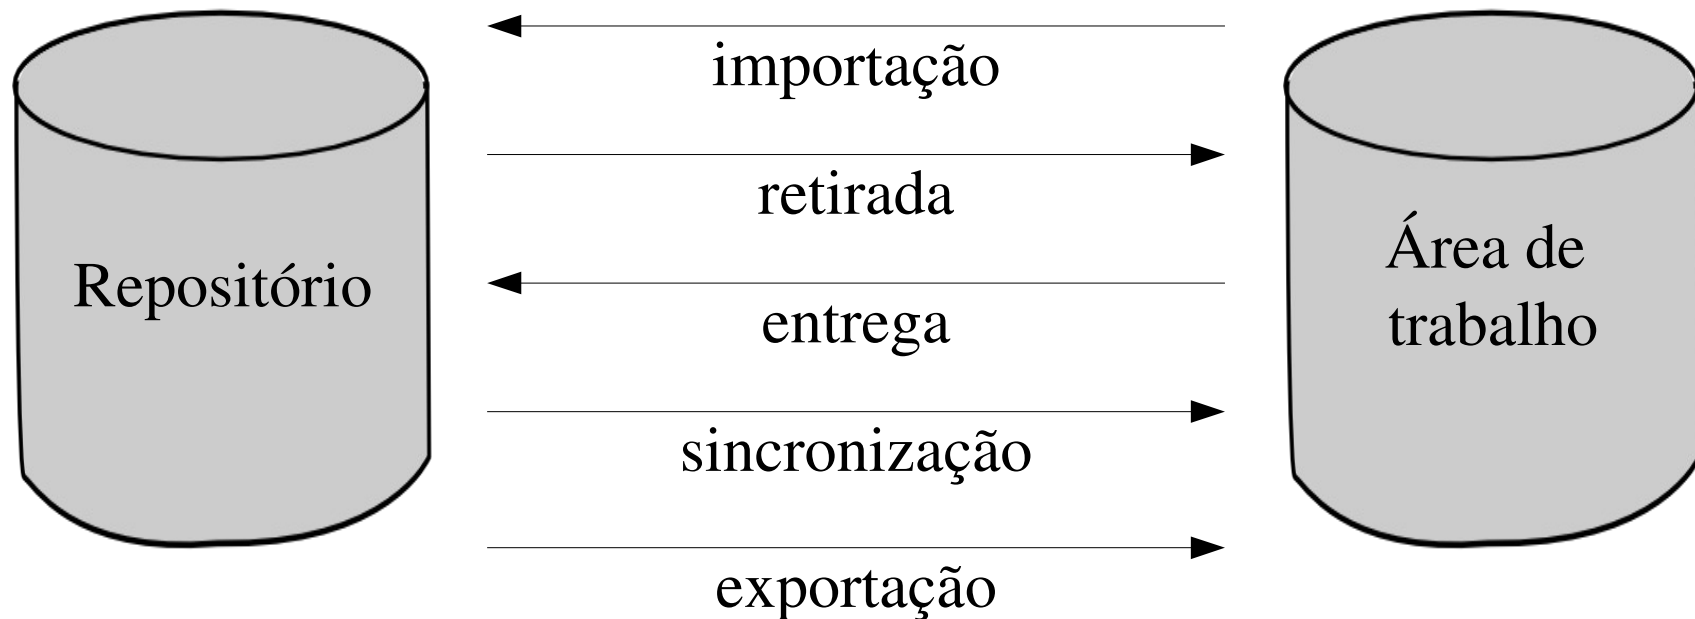 importação
retirada
Repositório
Área de
trabalho
entrega
sincronização
exportação